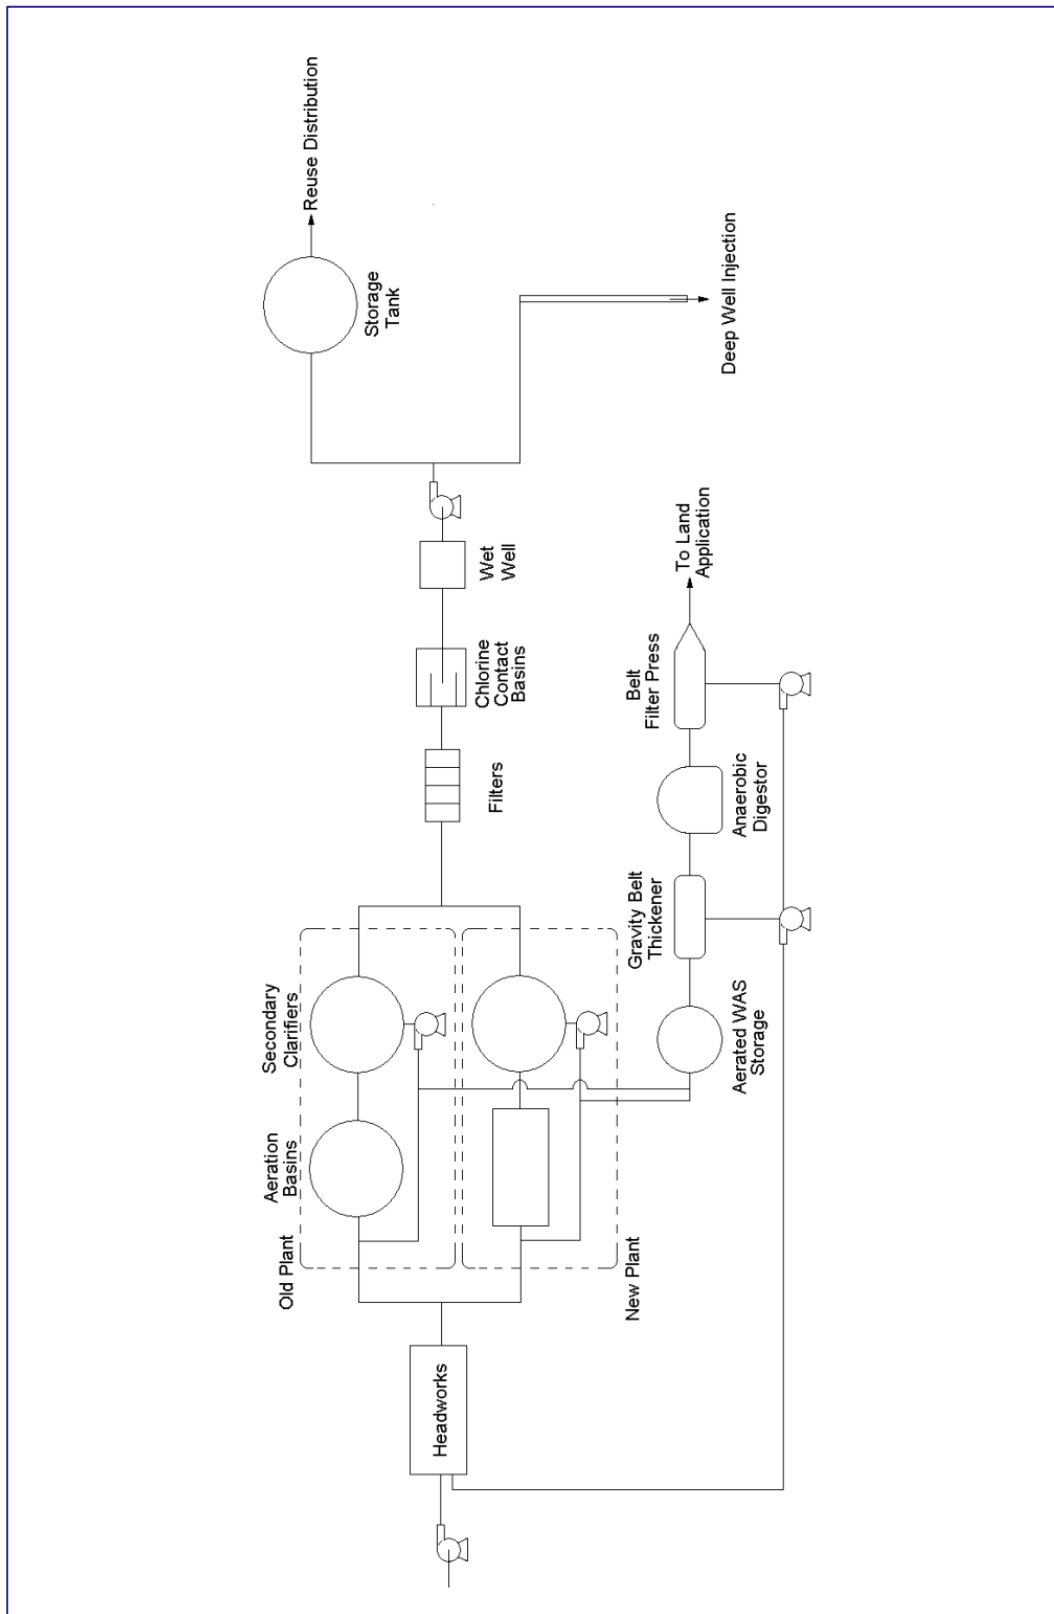 Headworks
Old Plant
Aeration
Basins
Secondary
Clarifiers
New Plant
Filters
Chlorine
Contact
Basins
Wet
Well
Storage
Tank
Reuse Distribution
Deep Well Injection
Aerated WAS
Storage
Gravity Belt
Thickener
Anaerobic
Digestor
Belt
Filter Press
To Land
Application